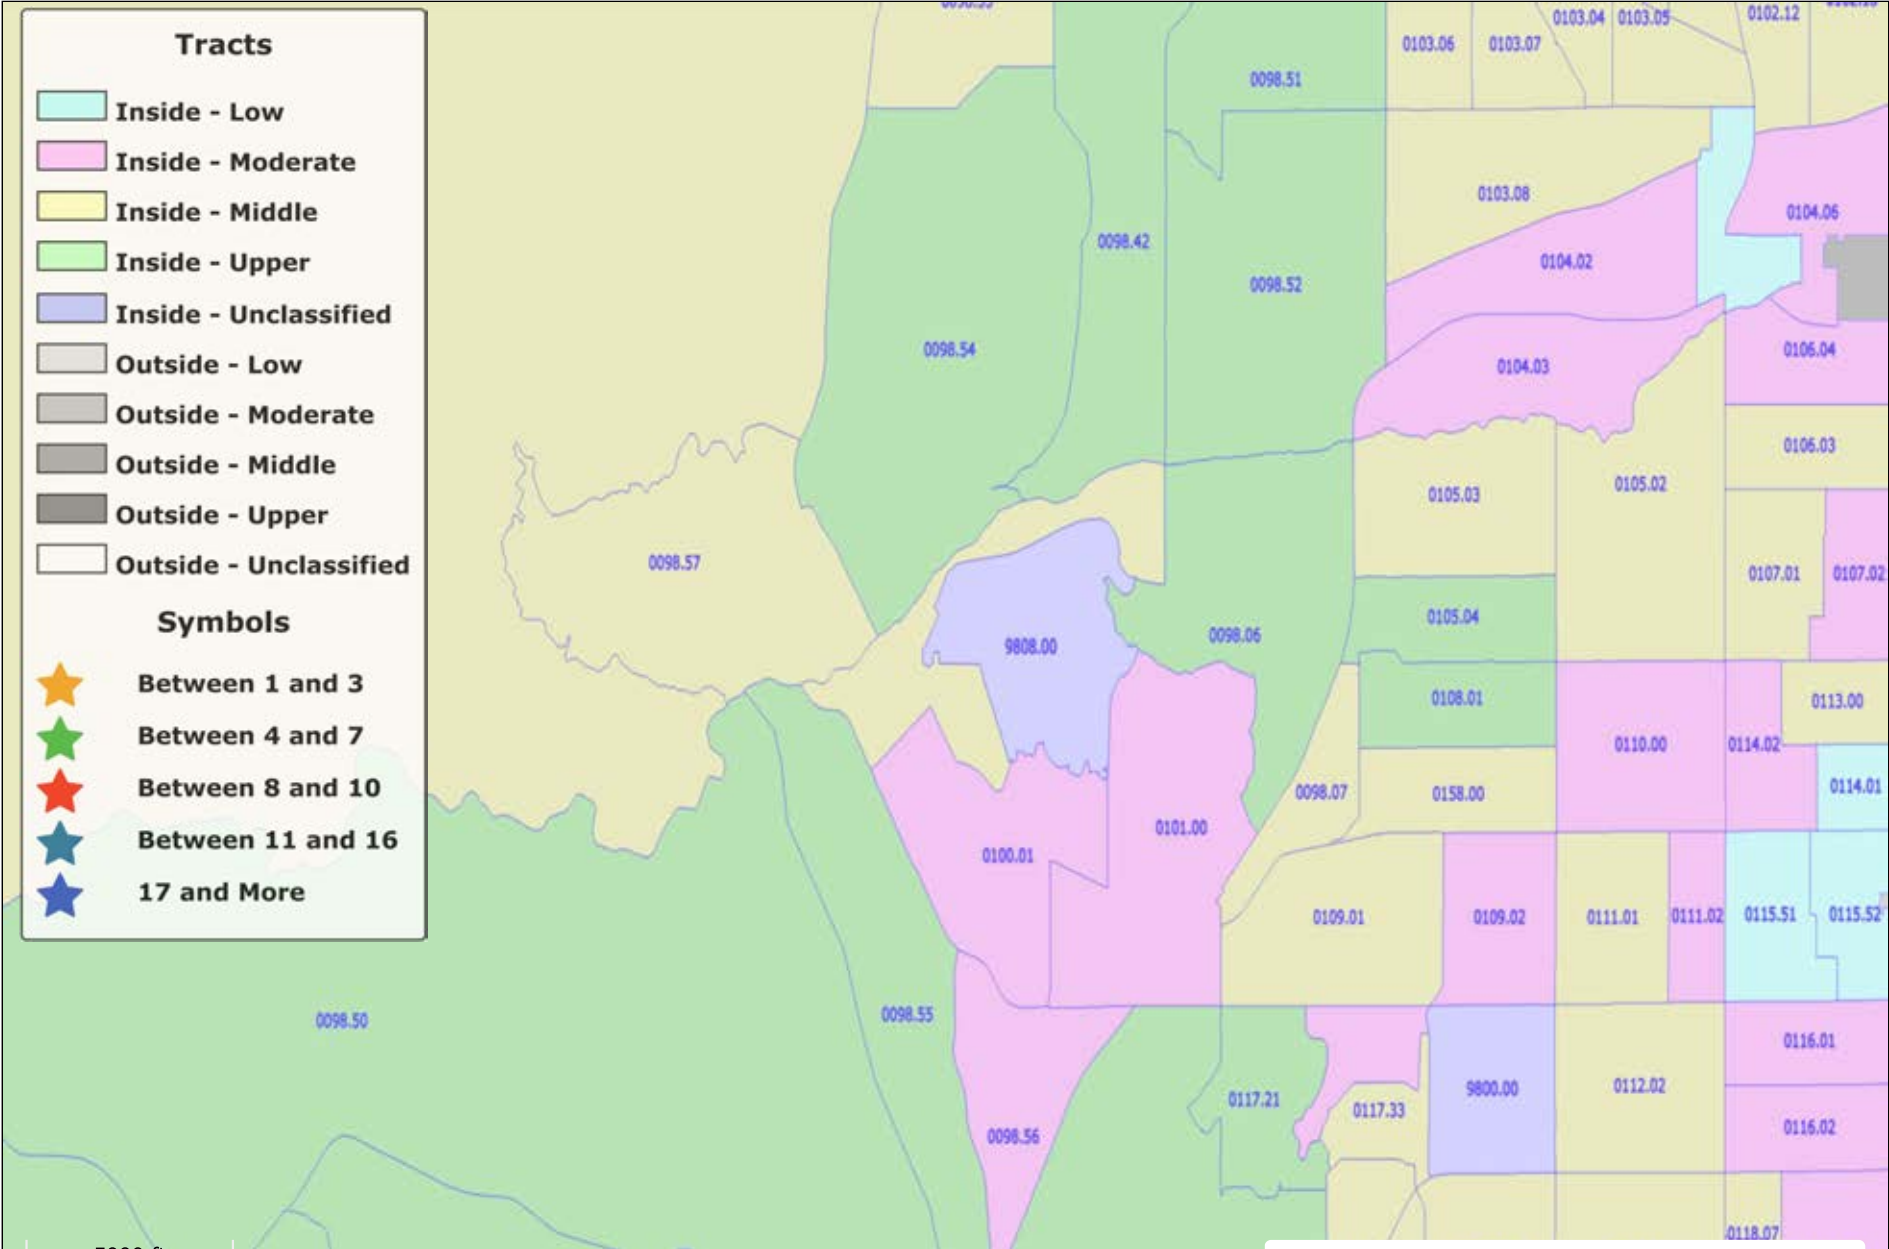 Tracts
Inside - Low
Inside - Moderate
Inside - Middle
Inside - Upper
Inside - Unclassified
Outside - Low
Outside - Moderate
Outside - Middle
Outside - Upper
Outside - Unclassified
Symbols
Between 1 and 3
Between 4 and 7
Between 8 and 10
Between 11 and 16
17 and More
0103.04 0103.05 0102.12
0103.06 0103.07
0098.51
0103.08
0104.06
0098.42
0104.02
0098.52
0098.54
0106.04
0104.03
0106.03
0105.02
0105.03
0098.57
0107.01 0107.02
0105.04
0098.06
9808.00
0108.01
0113.00
0110.00 0114.02
0114.01
0098.07 0158.00
0101.00
0100.01
0109.01 0109.02 0111.01 0111.02 0115.51 0115.52
0098.55
0098.50
0116.01
0112.02
9800.00
0117.21
0117.33
0116.02
0098.56
0118.07